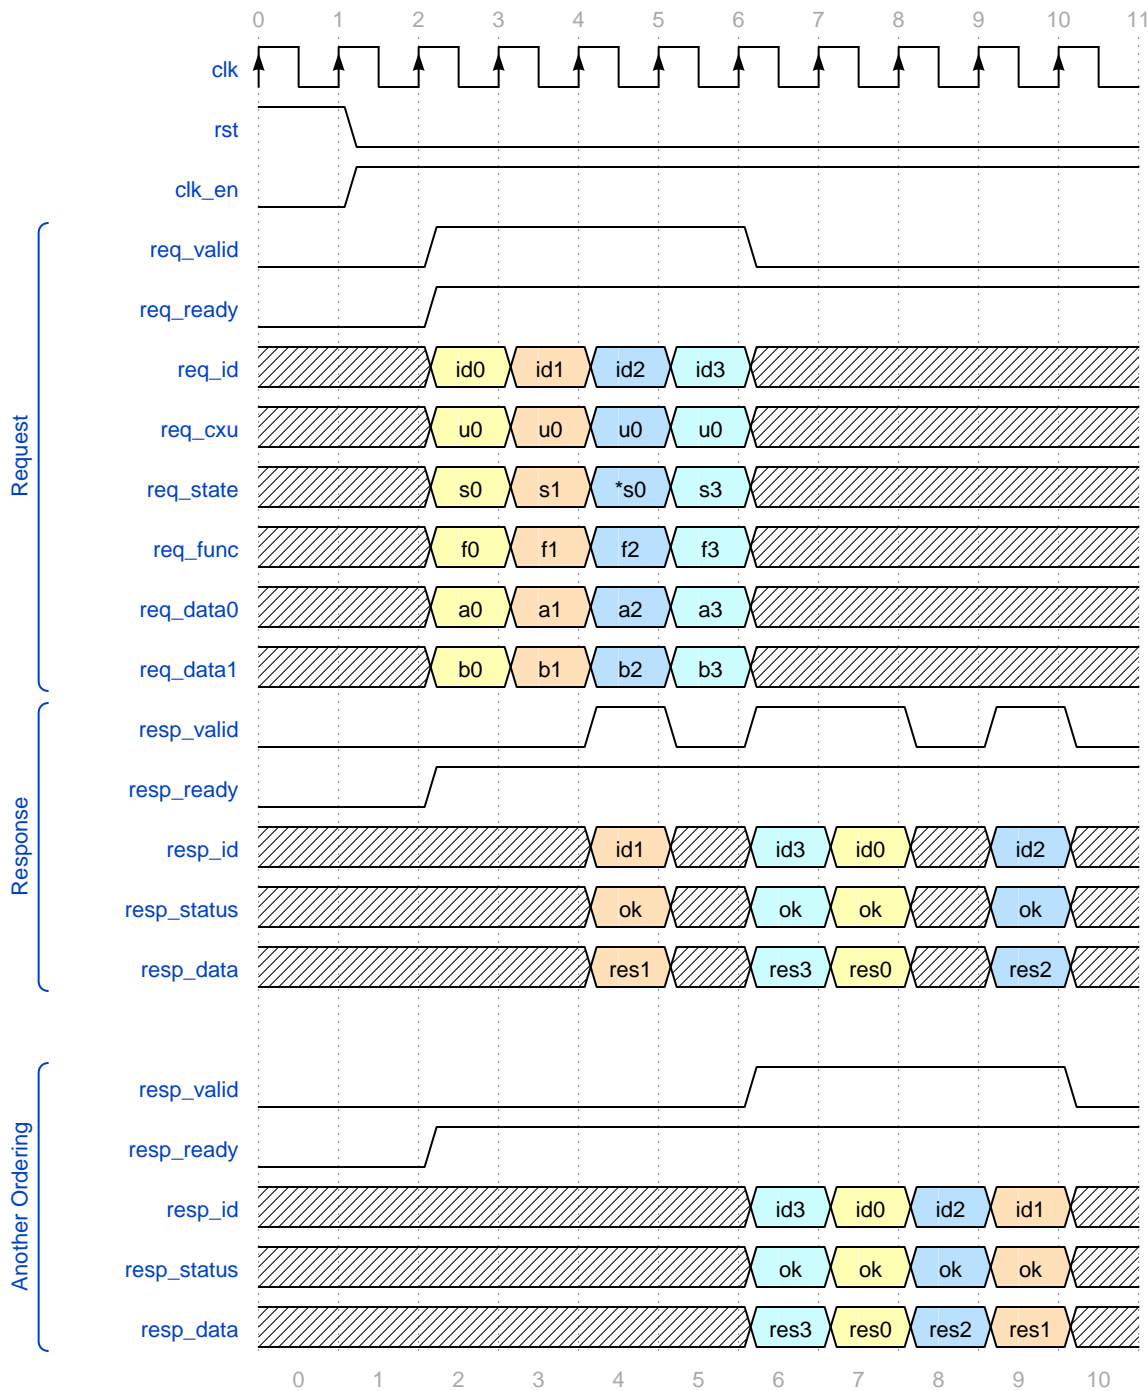 0 1 2 3 4 5 6 7 8 9 10 11
clk
rst
clk_en
Request
req_valid
req_ready
req_id id0 id1 id2 id3
req_cxu u0 u0 u0 u0
req_state s0 s1 *s0 s3
req_func f0 f1 f2 f3
req_data0 a0 a1 a2 a3
req_data1 b0 b1 b2 b3
Response
resp_valid
resp_ready
resp_id id1 id3 id0 id2
resp_status ok ok ok ok
resp_data res1 res3 res0 res2
Another Ordering
resp_valid
resp_ready
resp_id id3 id0 id2 id1
resp_status ok ok ok ok
resp_data res3 res0 res2 res1
0 1 2 3 4 5 6 7 8 9 10